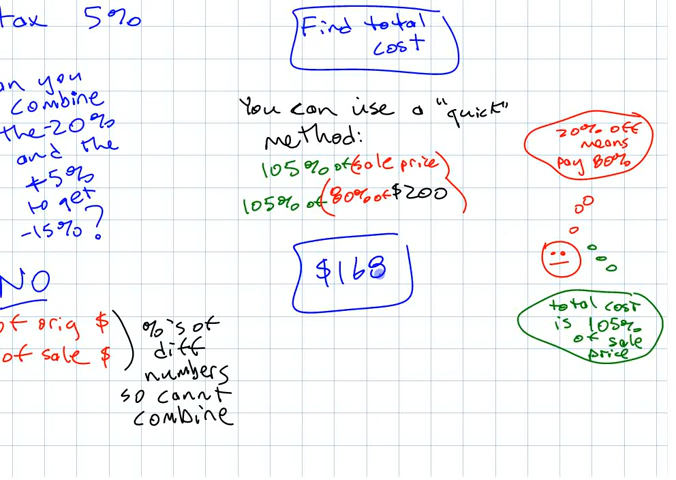 tax 5%
Find total
cost
on you
combine
the -20%
and the
+5%
to get
-15%?
NO
of orig $
of sale $
%'s of
diff
numbers
so cannt
combine
You can use a "quick"
method:
105% of (sale price)
105% of (80% of $200)
$168
20% off
means
pay 80%
total cost
is 105%
of sale
price